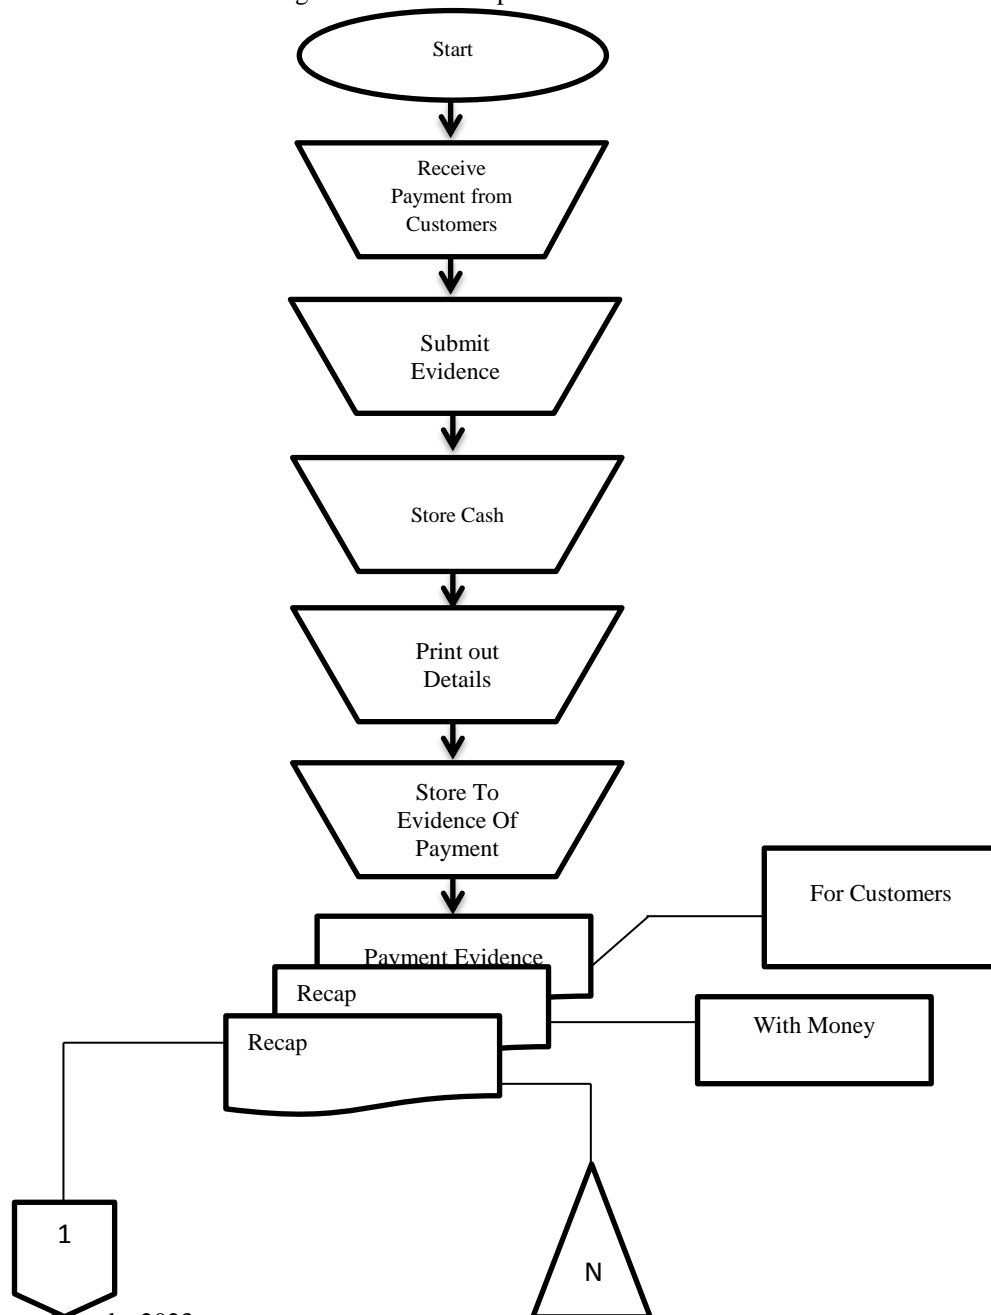 Start
Receive
Payment from
Customers
Submit
Evidence
Store Cash
Print out
Details
Store To
Evidence Of
Payment
For Customers
Payment Evidence
Recap
With Money
Recap
1
N
2023